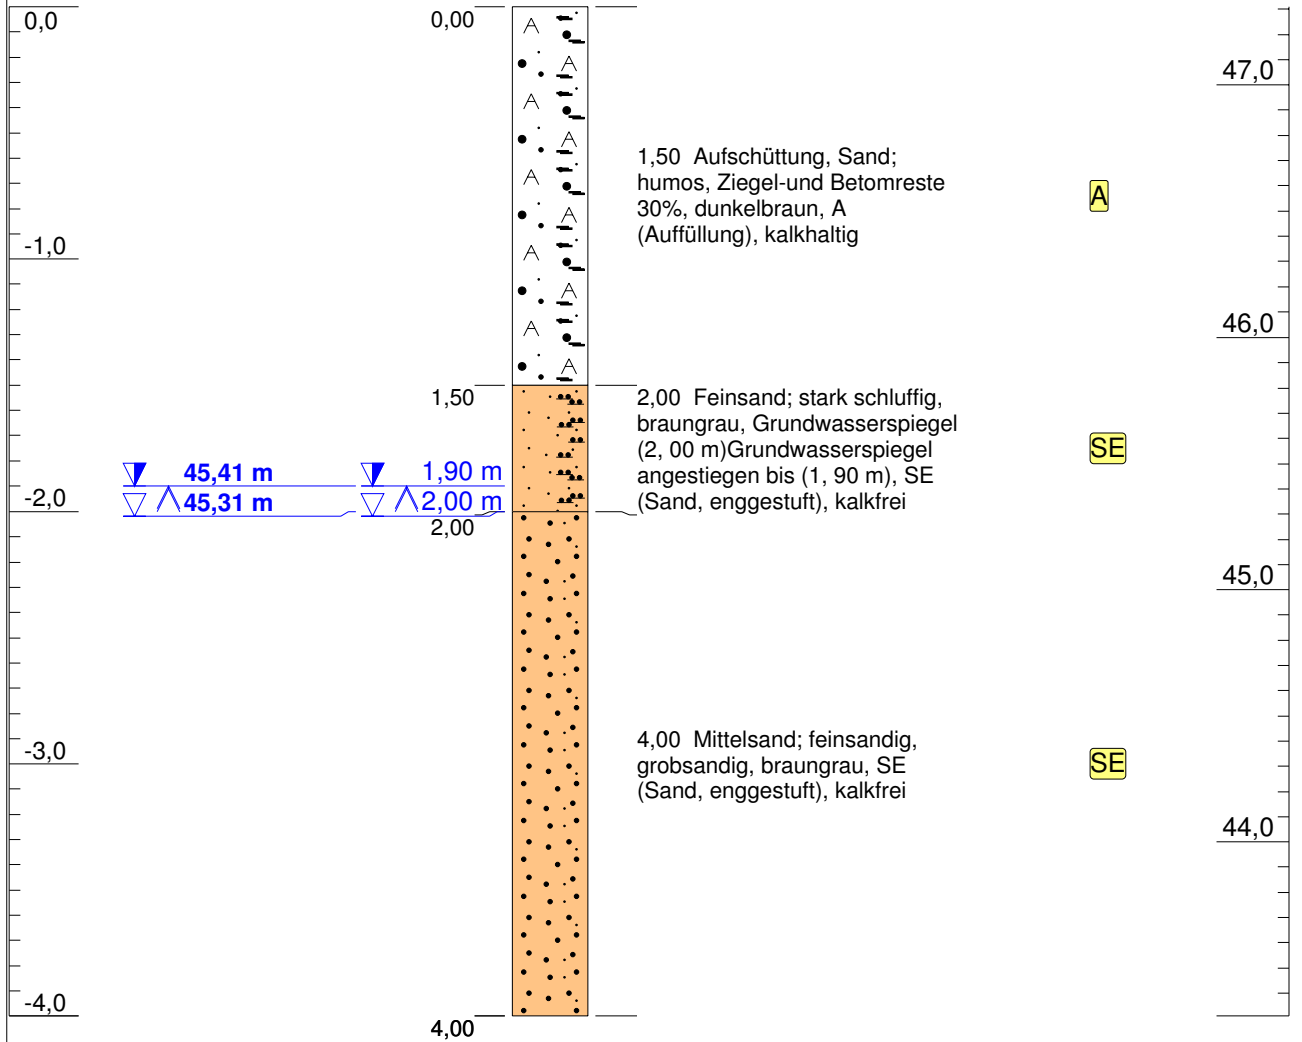 0,0
0,00
47,0
1,50 Aufschüttung, Sand;
humos, Ziegel-und Betomreste
30%, dunkelbraun, A
(Auffüllung), kalkhaltig
A
-1,0
46,0
1,50
2,00 Feinsand; stark schluffig,
braungrau, Grundwasserspiegel
(2, 00 m)Grundwasserspiegel
angestiegen bis (1, 90 m), SE
(Sand, enggestuft), kalkfrei
SE
45,41 m
1,90 m
45,31 m
2,00 m
-2,0
2,00
45,0
-3,0
4,00 Mittelsand; feinsandig,
grobsandig, braungrau, SE
(Sand, enggestuft), kalkfrei
SE
44,0
-4,0
4,00